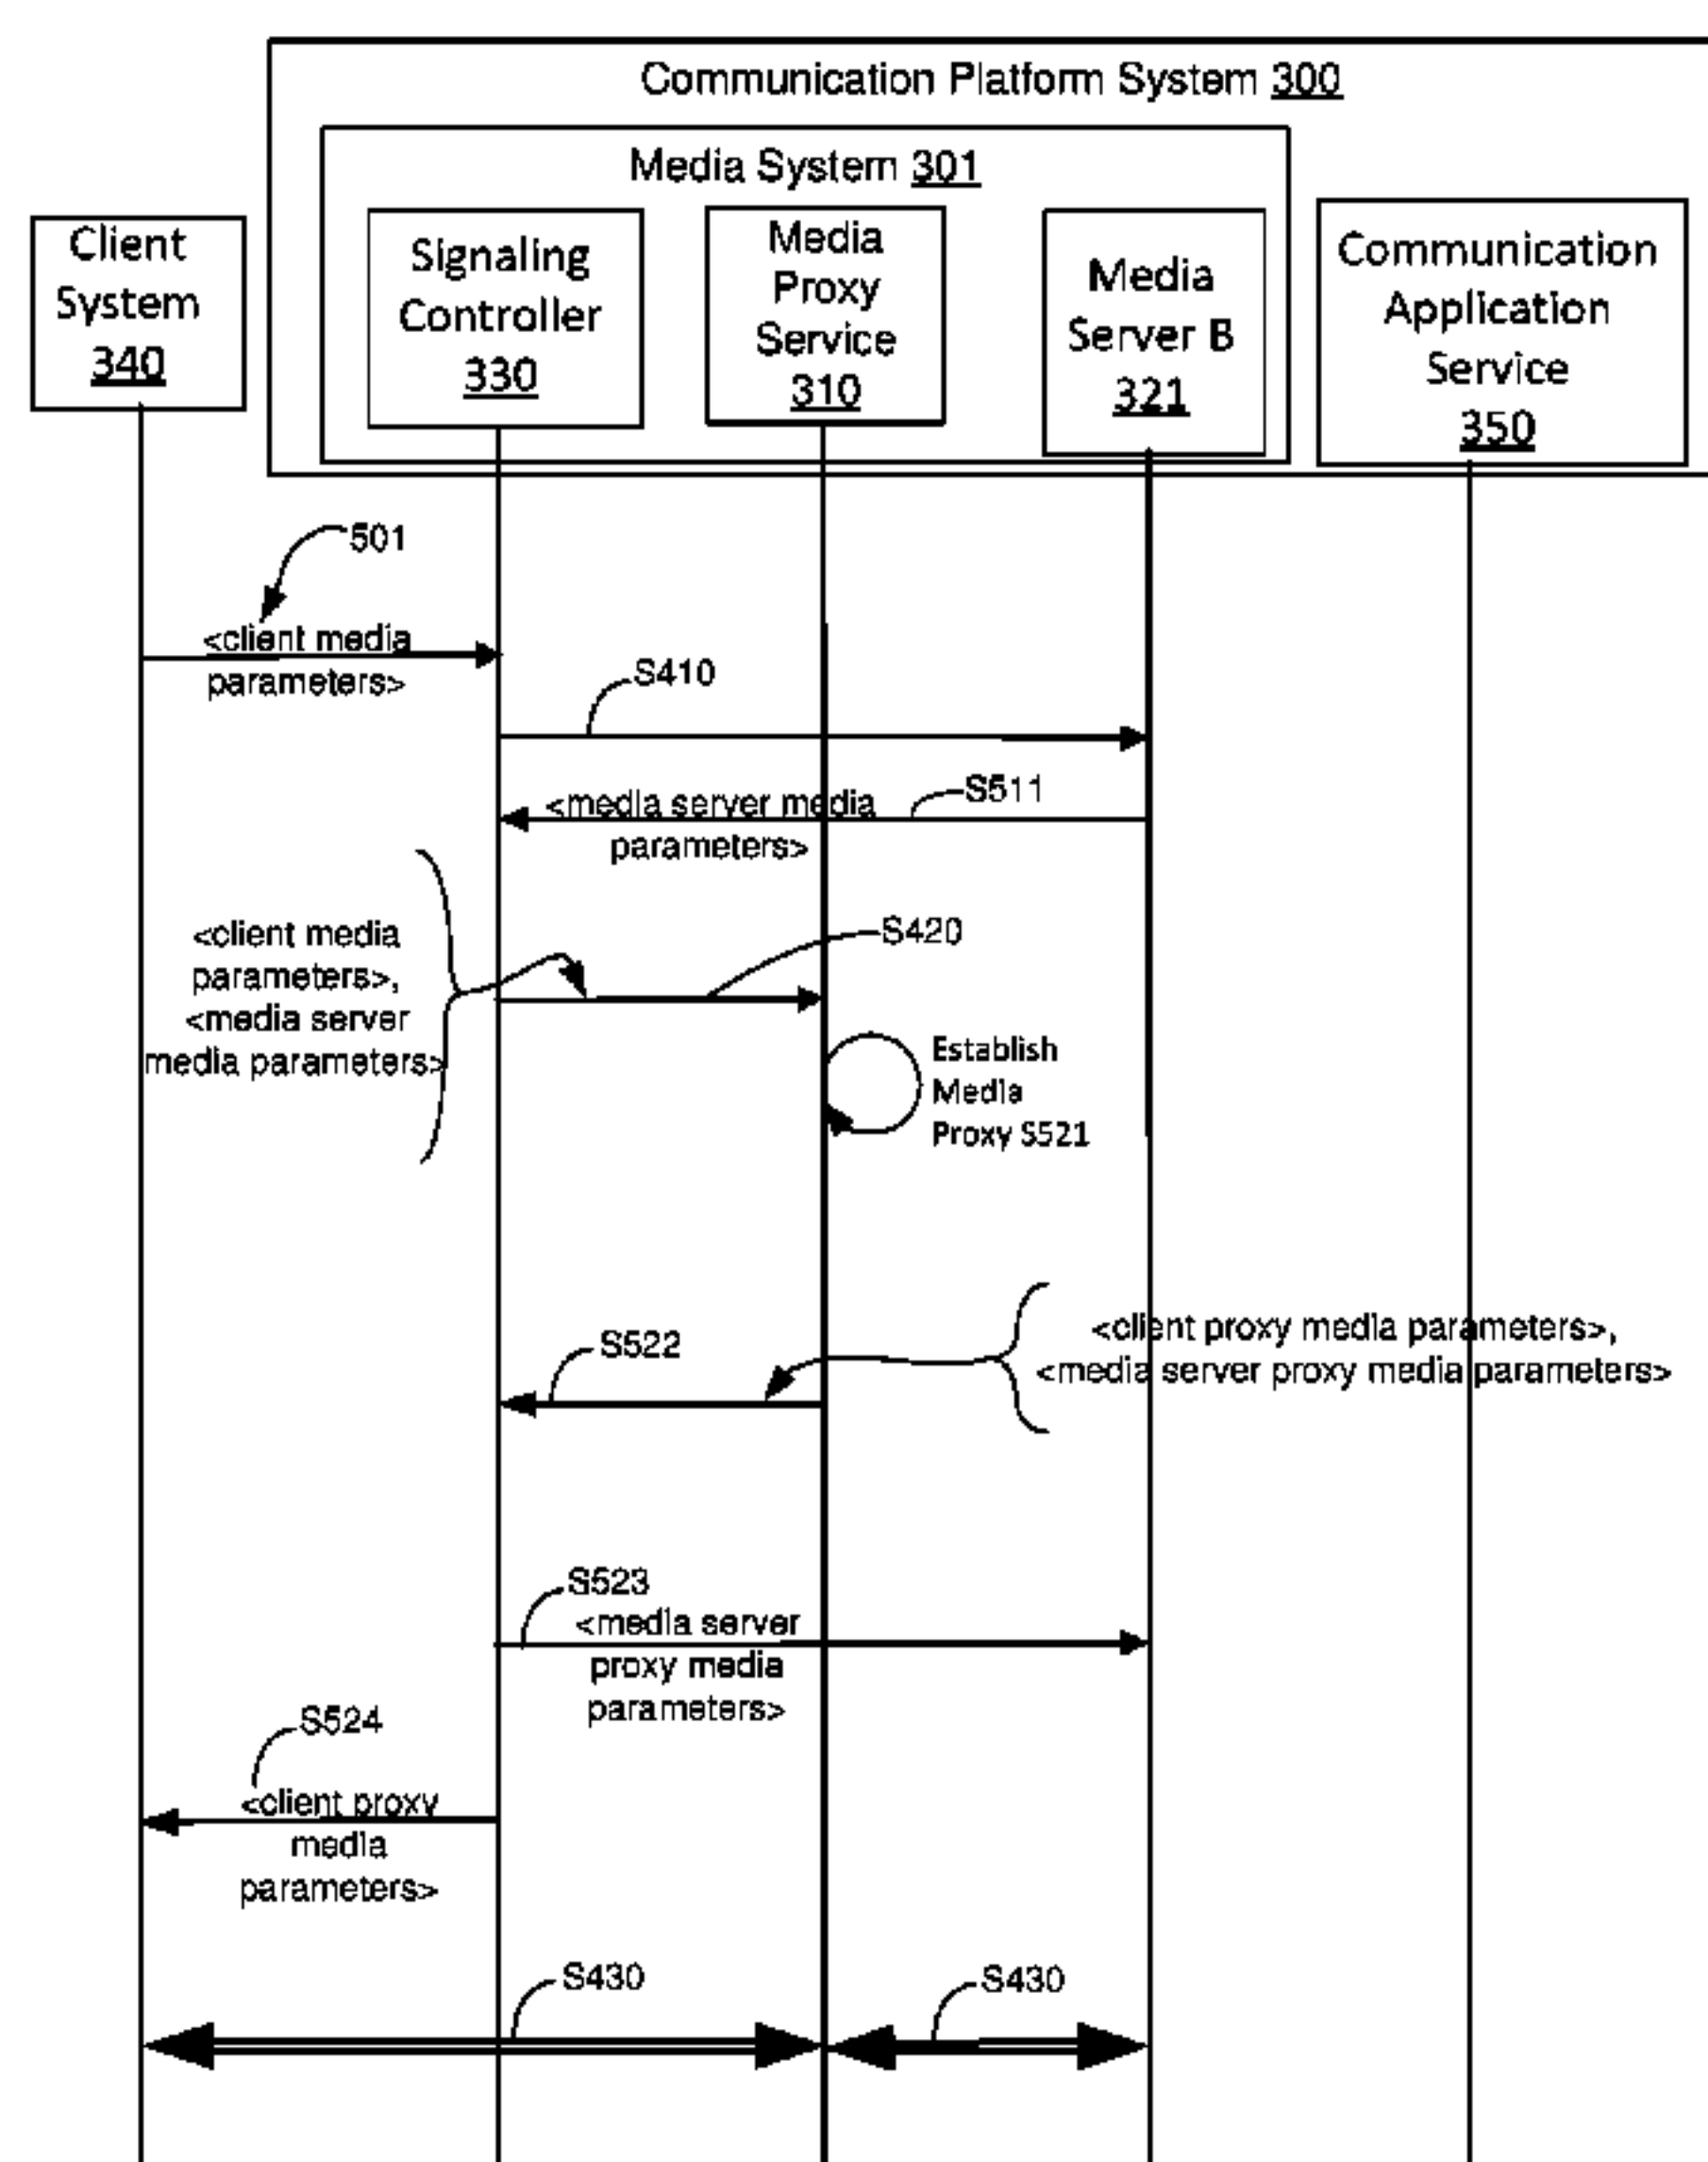 Communication Platform System 300
Media System 301
Client
System
340
Signaling
Controller
330
Media
Proxy
Service
310
Media
Server B
321
Communication
Application
Service
350
501
<client media
parameters>
S410
S511
<media server media
parameters>
S420
<client media
parameters>,
<media server
media parameters>
Establish
Media
Proxy S521
<client proxy media parameters>,
<media server proxy media parameters>
S522
S523
<media server
proxy media
parameters>
S524
<client proxy
media
parameters>
S430
S430